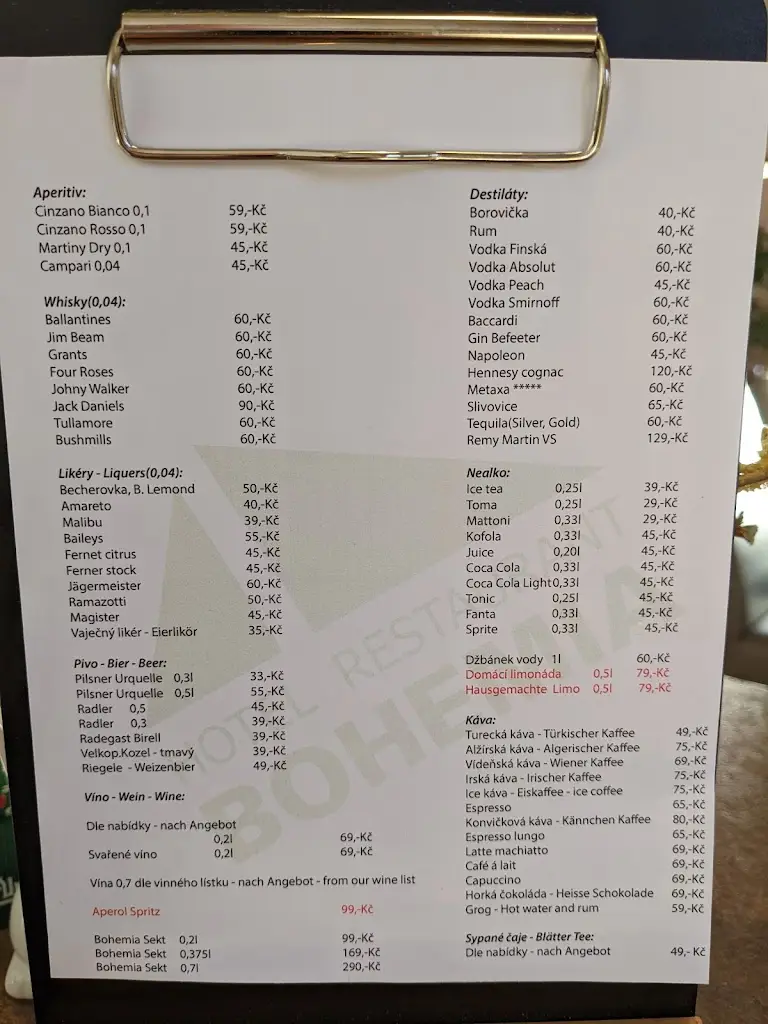 Aperitiv:
Cinzano Bianco 0,1 59,-Kč
Cinzano Rosso 0,1 59,-Kč
Martiny Dry 0,1 45,-Kč
Campari 0,04 45,-Kč
Whisky(0,04):
Ballantines 60,-Kč
Jim Beam 60,-Kč
Grants 60,-Kč
Four Roses 60,-Kč
Johny Walker 60,-Kč
Jack Daniels 90,-Kč
Tullamore 60,-Kč
Bushmills 60,-Kč
Likéry - Liquers(0,04):
Becherovka, B. Lemond 50,-Kč
Amareto 40,-Kč
Malibu 39,-Kč
Baileys 55,-Kč
Fernet citrus 45,-Kč
Ferner stock 45,-Kč
Jägermeister 60,-Kč
Ramazotti 50,-Kč
Magister 45,-Kč
Vaječný likér - Eierlikör 35,-Kč
Pivo - Bier - Beer:
Pilsner Urquelle 0,3l 33,-Kč
Pilsner Urquelle 0,5l 55,-Kč
Radler 0,5 45,-Kč
Radler 0,3 39,-Kč
Radegast Birell 39,-Kč
Velkop.Kozel - tmavý 39,-Kč
Riegele - Weizenbier 49,-Kč
Víno - Wein - Wine:
Dle nabídky - nach Angebot
0,2l 69,-Kč
Svařené víno 0,2l 69,-Kč
Vína 0,7 dle vinného lístku - nach Angebot - from our wine list
Aperol Spritz 99,-Kč
Bohemia Sekt 0,2l 99,-Kč
Bohemia Sekt 0,375l 169,-Kč
Bohemia Sekt 0,7l 290,-Kč
Destiláty:
Borovička 40,-Kč
Rum 40,-Kč
Vodka Finská 60,-Kč
Vodka Absolut 60,-Kč
Vodka Peach 45,-Kč
Vodka Smirnoff 60,-Kč
Baccardi 60,-Kč
Gin Befeeter 60,-Kč
Napoleon 45,-Kč
Hennesy cognac 120,-Kč
Metaxa ***** 60,-Kč
Slivovice 65,-Kč
Tequila(Silver, Gold) 60,-Kč
Remy Martin VS 129,-Kč
Nealko:
Ice tea 0,25l 39,-Kč
Toma 0,25l 29,-Kč
Mattoni 0,33l 29,-Kč
Kofola 0,33l 45,-Kč
Juice 0,20l 45,-Kč
Coca Cola 0,33l 45,-Kč
Coca Cola Light 0,33l 45,-Kč
Tonic 0,25l 45,-Kč
Fanta 0,33l 45,-Kč
Sprite 0,33l 45,-Kč
Džbánek vody 1l 60,-Kč
Domácí limonáda 0,5l 79,-Kč
Hausgemachte Limo 0,5l 79,-Kč
Káva:
Turecká káva - Türkischer Kaffee 49,-Kč
Alžírská káva - Algerischer Kaffee 75,-Kč
Vídeňská káva - Wiener Kaffee 69,-Kč
Irská káva - Irischer Kaffee 75,-Kč
Ice káva - Eiskaffee - ice coffee 75,-Kč
Espresso 65,-Kč
Konvičková káva - Kännchen Kaffee 80,-Kč
Espresso lungo 65,-Kč
Latte machiatto 69,-Kč
Café á lait 69,-Kč
Capuccino 69,-Kč
Horká čokoláda - Heisse Schokolade 69,-Kč
Grog - Hot water and rum 59,-Kč
Sypané čaje - Blätter Tee:
Dle nabídky - nach Angebot 49,- Kč
HOTEL RESTAURANT
BOHEMIA